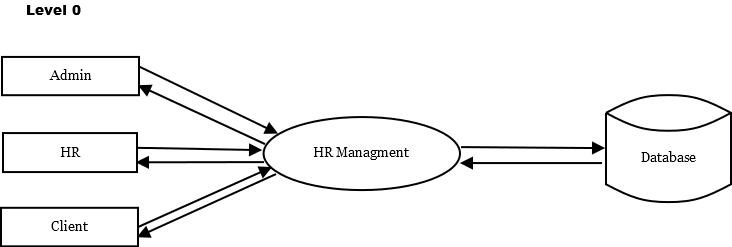 Level 0
Admin
HR
HR Managment
Database
Client